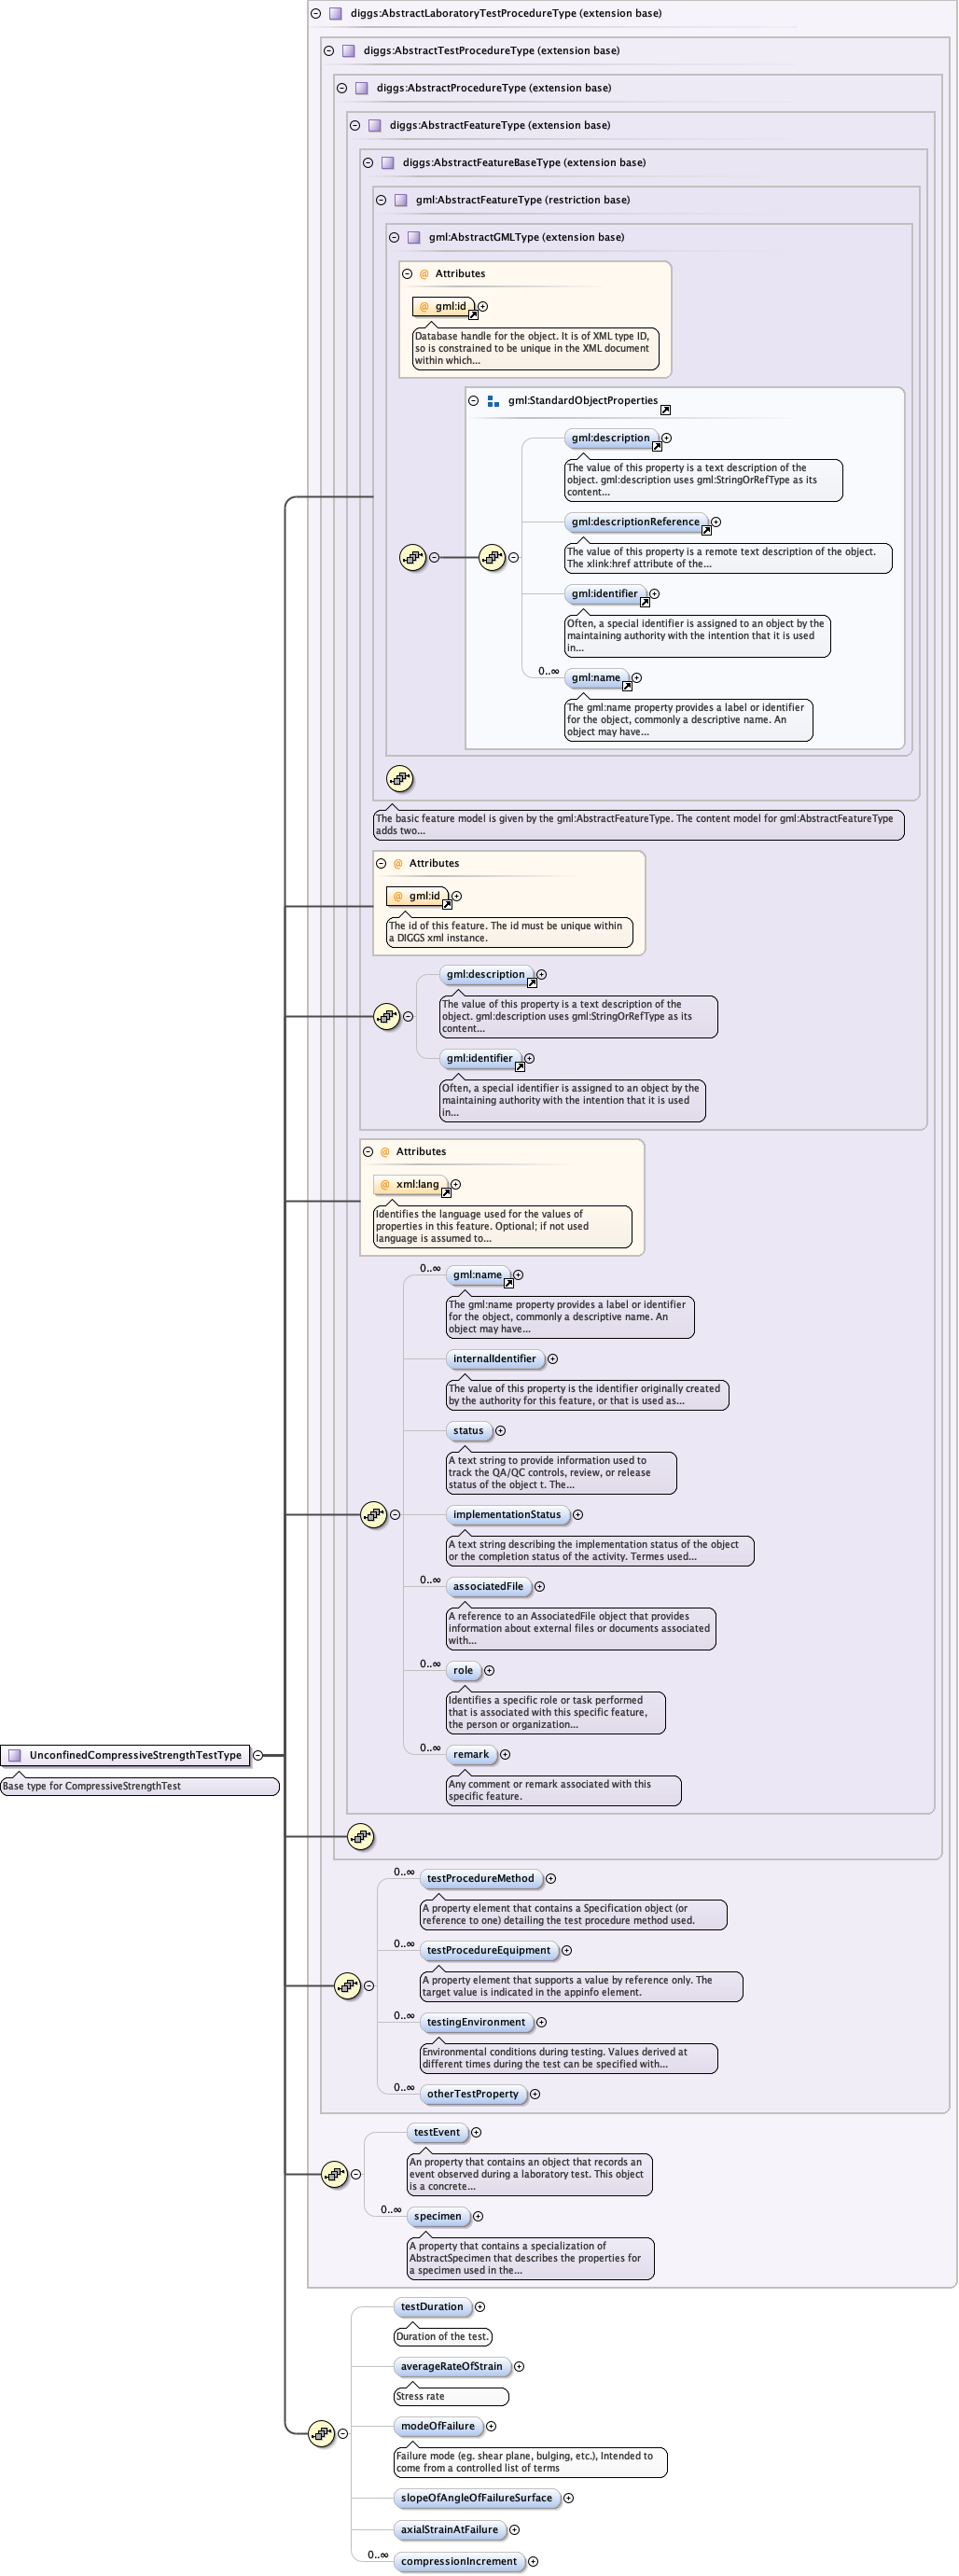 diggs:AbstractLaboratoryTestProcedureType (extension base)
diggs:AbstractTestProcedureType (extension base)
diggs:AbstractProcedureType (extension base)
diggs:AbstractFeatureType (extension base)
diggs:AbstractFeatureBaseType (extension base)
gml:AbstractFeatureType (restriction base)
gml:AbstractGMLType (extension base)
@ Attributes
@ gml:id
Database handle for the object. It is of XML type ID,
so is constrained to be unique in the XML document
within which...
gml:StandardObjectProperties
gml:description
The value of this property is a text description of the
object. gml:description uses gml:StringOrRefType as its
content...
gml:descriptionReference
The value of this property is a remote text description of the object.
The xlink:href attribute of the...
gml:identifier
Often, a special identifier is assigned to an object by the
maintaining authority with the intention that it is used
in...
0..∞
gml:name
The gml:name property provides a label or identifier
for the object, commonly a descriptive name. An
object may have...
The basic feature model is given by the gml:AbstractFeatureType. The content model for gml:AbstractFeatureType
adds two...
@ Attributes
@ gml:id
The id of this feature. The id must be unique within
a DIGGS xml instance.
gml:description
The value of this property is a text description of the
object. gml:description uses gml:StringOrRefType as its
content...
gml:identifier
Often, a special identifier is assigned to an object by the
maintaining authority with the intention that it is used
in...
@ Attributes
@ xml:lang
Identifies the language used for the values of
properties in this feature. Optional; if not used
language is assumed to...
0..∞
gml:name
The gml:name property provides a label or identifier
for the object, commonly a descriptive name. An
object may have...
internalIdentifier
The value of this property is the identifier originally created
by the authority for this feature, or that is used as...
status
A text string to provide information used to
track the QA/QC controls, review, or release
status of the object t. The...
implementationStatus
A text string describing the implementation status of the object
or the completion status of the activity. Termes used...
0..∞
associatedFile
A reference to an AssociatedFile object that provides
information about external files or documents associated
with...
0..∞
role
Identifies a specific role or task performed
that is associated with this specific feature,
the person or organization...
0..∞
remark
Any comment or remark associated with this
specific feature.
UnconfinedCompressiveStrengthTestType
Base type for CompressiveStrengthTest
0..∞
testProcedureMethod
A property element that contains a Specification object (or
reference to one) detailing the test procedure method used.
0..∞
testProcedureEquipment
A property element that supports a value by reference only. The
target value is indicated in the appinfo element.
0..∞
testingEnvironment
Environmental conditions during testing. Values derived at
different times during the test can be specified with...
0..∞
otherTestProperty
testEvent
An property that contains an object that records an
event observed during a laboratory test. This object
is a concrete...
0..∞
specimen
A property that contains a specialization of
AbstractSpecimen that describes the properties for
a specimen used in the...
testDuration
Duration of the test.
averageRateOfStrain
Stress rate
modeOfFailure
Failure mode (eg. shear plane, bulging, etc.), Intended to
come from a controlled list of terms
slopeOfAngleOfFailureSurface
axialStrainAtFailure
0..∞
compressionIncrement